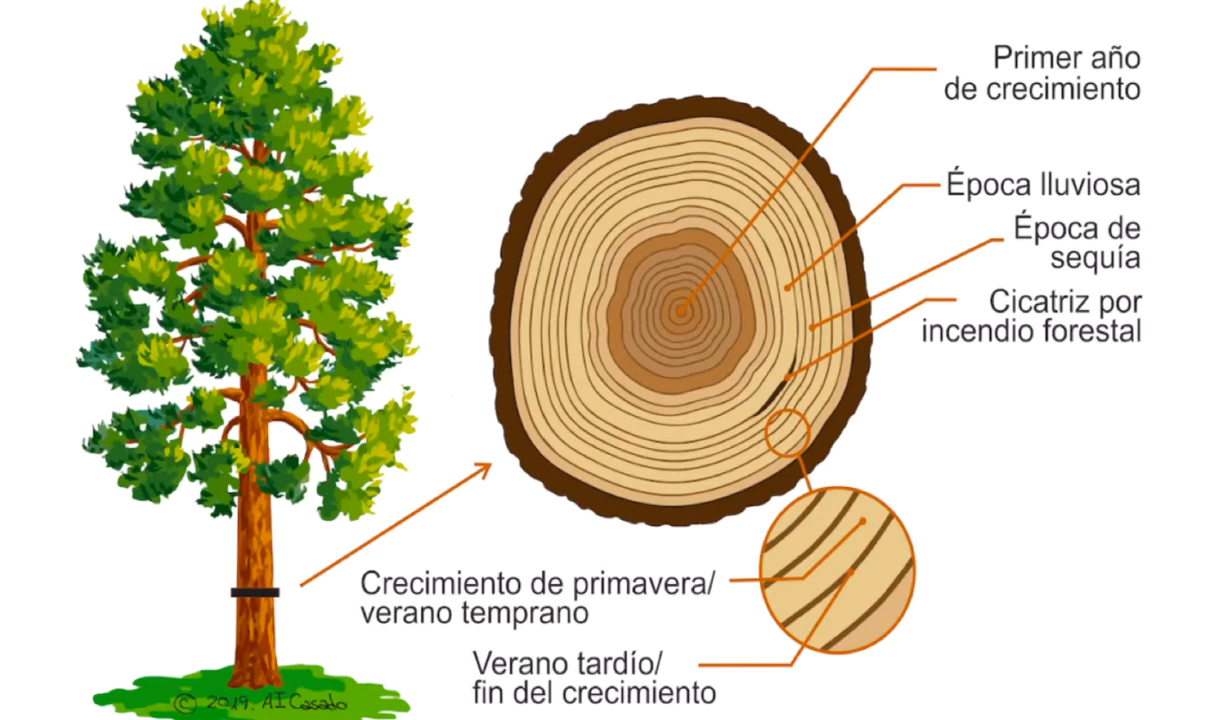 Primer año
de crecimiento
Época lluviosa
Época de
sequía
Cicatriz por
incendio forestal
Crecimiento de primavera/
verano temprano
Verano tardío/
fin del crecimiento
© 2019. AICasado